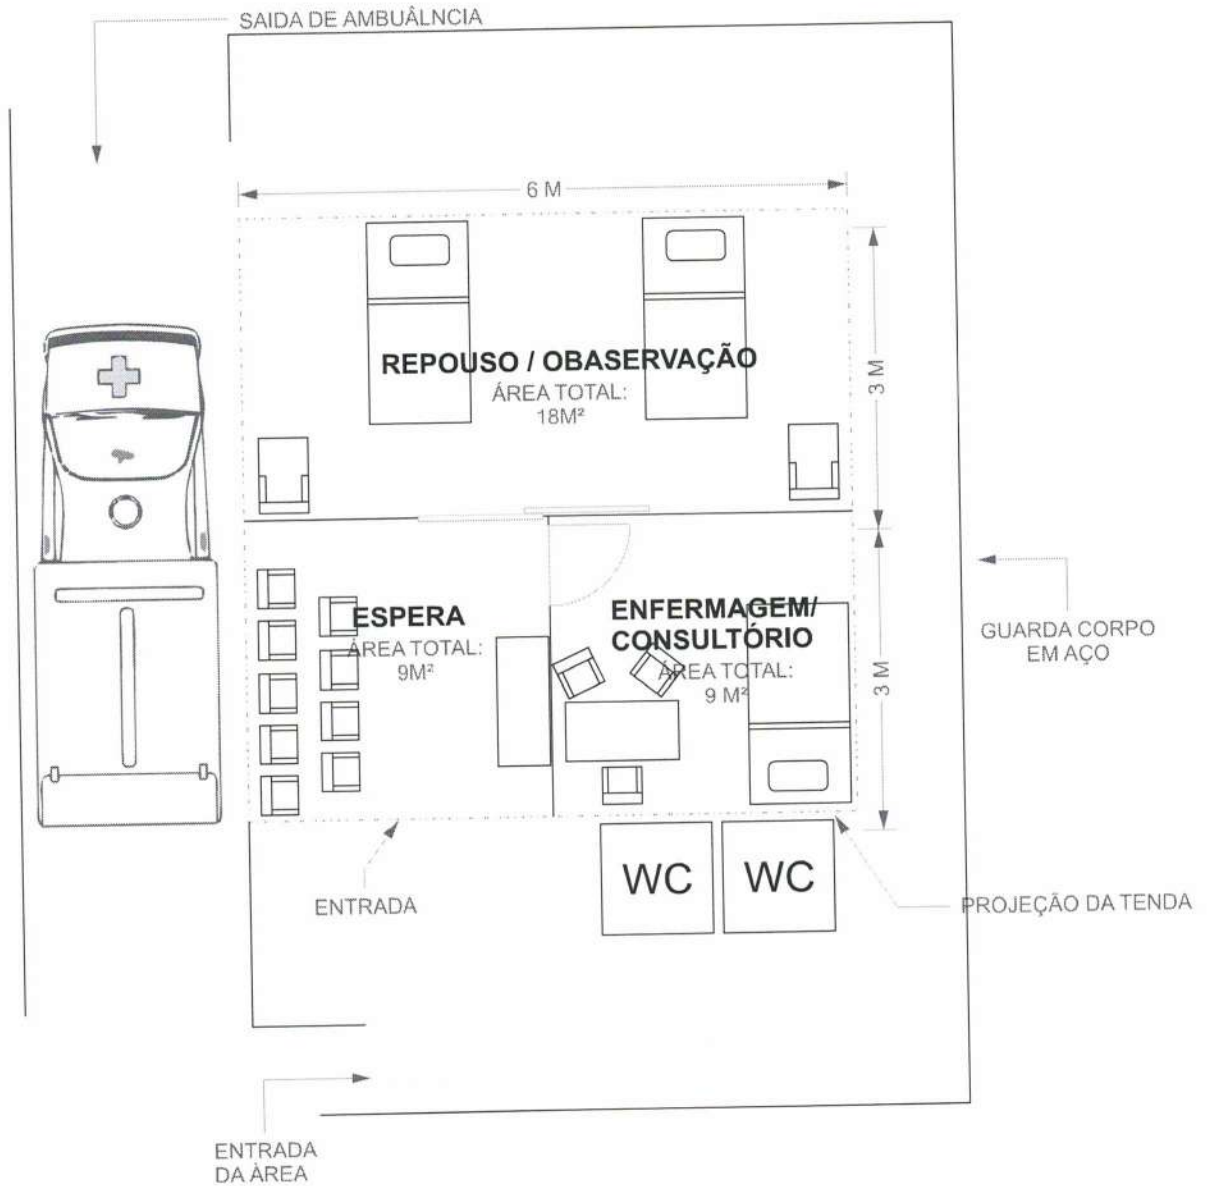 SAIDA DE AMBUÂLNCIA
6 M
REPOUSO / OBASERVAÇÃO
ÁREA TOTAL:
18M²
3 M
ESPERA
ÁREA TOTAL:
9M²
ENFERMAGEM/
CONSULTÓRIO
ÁREA TOTAL:
9 M²
3 M
GUARDA CORPO
EM AÇO
WC
WC
ENTRADA
PROJEÇÃO DA TENDA
ENTRADA
DA ÀREA